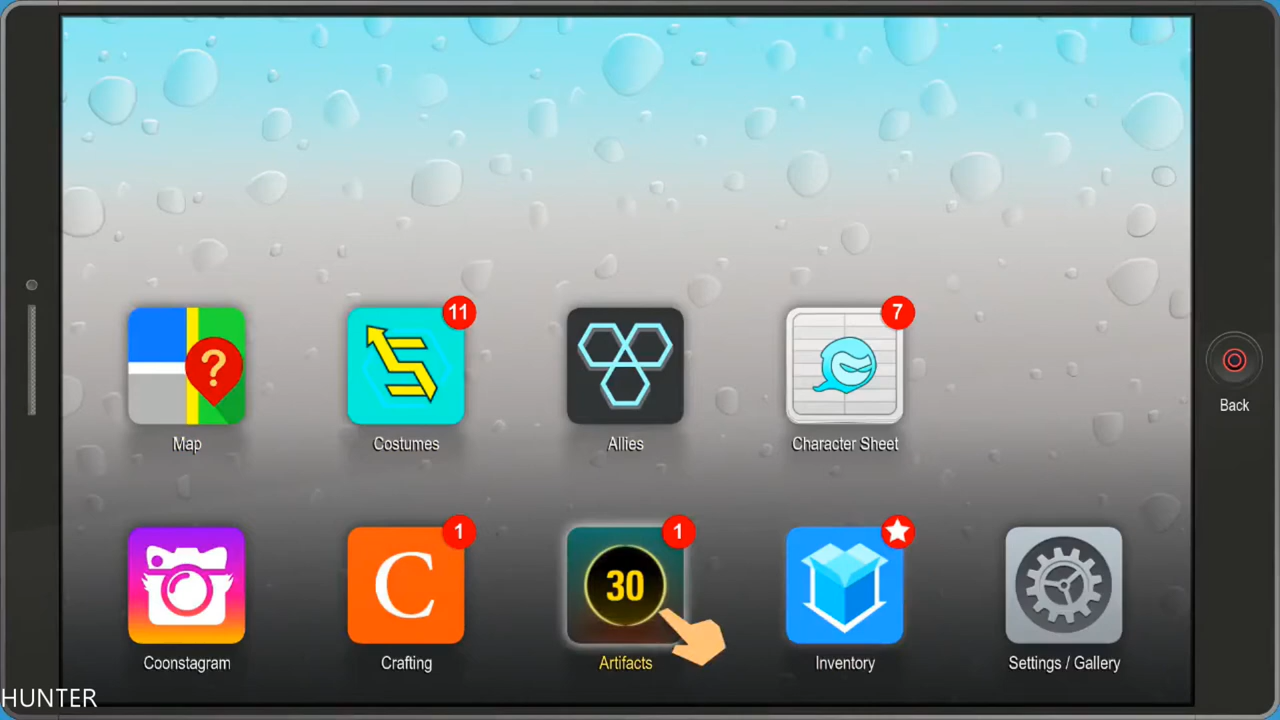 11
7
?
Map
Costumes
Allies
Character Sheet
Back
1
1
C
30
Coonstagram
Crafting
Artifacts
Inventory
Settings / Gallery
HUNTER